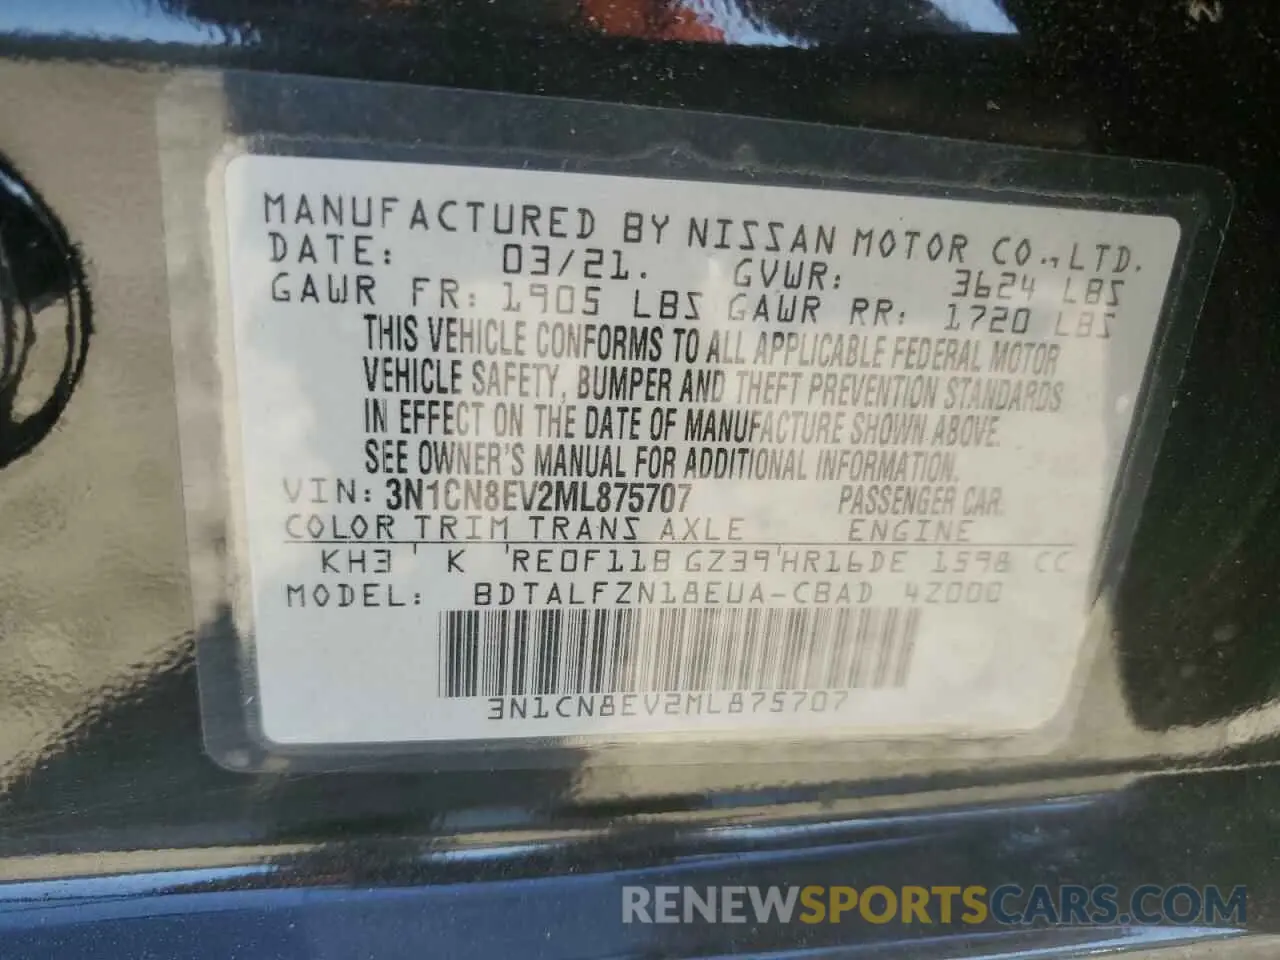 MANUFACTURED BY NISSAN MOTOR CO.,LTD.
DATE: 03/21. GVWR: 3624 LBS
GAWR FR: 1905 LBS GAWR RR: 1720 LBS
THIS VEHICLE CONFORMS TO ALL APPLICABLE FEDERAL MOTOR
VEHICLE SAFETY, BUMPER AND THEFT PREVENTION STANDARDS
IN EFFECT ON THE DATE OF MANUFACTURE SHOWN ABOVE.
SEE OWNER'S MANUAL FOR ADDITIONAL INFORMATION.
VIN: 3N1CN8EV2ML875707 PASSENGER CAR.
COLOR TRIM TRANS AXLE ENGINE
KH3 ' K 'RE0F11B GZ39'HR16DE 1598 CC
MODEL: BDTALFZN18EUA-CBAD 4Z000
3N1CN8EV2ML875707
RENEWSPORTSCARS.COM